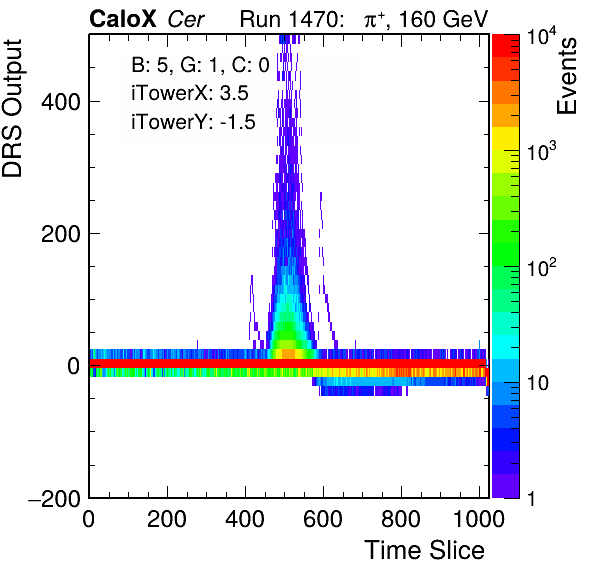 CaloX Cer Run 1470: π⁺, 160 GeV
B: 5, G: 1, C: 0
iTowerX: 3.5
iTowerY: -1.5
DRS Output
400
200
0
−200
0 200 400 600 800 1000
Time Slice
10⁴
10³
10²
10
1
Events